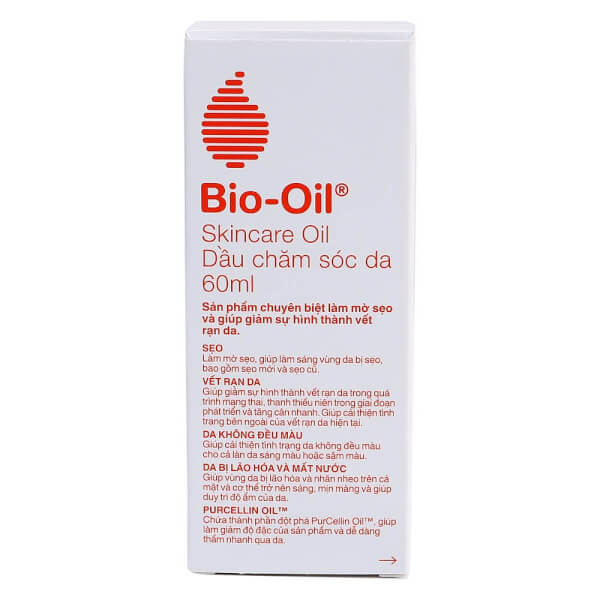 Bio-Oil®
Skincare Oil
Dầu chăm sóc da
60ml
Sản phẩm chuyên biệt làm mờ sẹo
và giúp giảm sự hình thành vết
rạn da.
SẸO
Làm mờ sẹo, giúp làm sáng vùng da bị sẹo,
bao gồm sẹo mới và sẹo cũ.
VẾT RẠN DA
Giúp giảm sự hình thành vết rạn da trong quá
trình mang thai, thanh thiếu niên trong giai đoạn
phát triển và tăng cân nhanh. Giúp cải thiện tình
trạng bên ngoài của vết rạn da hiện tại.
DA KHÔNG ĐỀU MÀU
Giúp cải thiện tình trạng da không đều màu
cho cả làn da sáng màu hoặc sậm màu.
DA BỊ LÃO HÓA VÀ MẤT NƯỚC
Giúp vùng da bị lão hóa và nhăn nheo trên cả
mặt và cơ thể trở nên sáng, mịn màng và giúp
duy trì độ ẩm của da.
PURCELLIN OIL™
Chứa thành phần đột phá PurCellin Oil™, giúp
làm giảm độ đặc của sản phẩm và dễ dàng
thấm nhanh qua da.